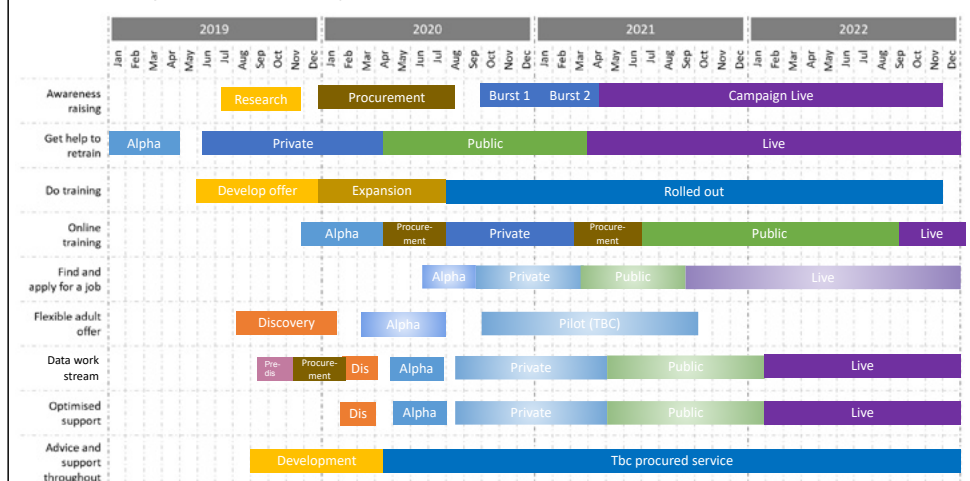 2019 2020 2021 2022
Jan Feb Mar Apr May Jun Jul Aug Sep Oct Nov Dec Jan Feb Mar Apr May Jun Jul Aug Sep Oct Nov Dec Jan Feb Mar Apr May Jun Jul Aug Sep Oct Nov Dec Jan Feb Mar Apr May Jun Jul Aug Sep Oct Nov Dec
Awareness
raising
Research Procurement Burst 1 Burst 2 Campaign Live
Get help to
retrain
Alpha Private Public Live
Do training
Develop offer Expansion Rolled out
Online
training
Alpha Procure-
ment Private Procure-
ment Public Live
Find and
apply for a job
Alpha Private Public Live
Flexible adult
offer
Discovery Alpha Pilot (TBC)
Data work
stream
Pre-
dis Procure-
ment Dis Alpha Private Public Live
Optimised
support
Dis Alpha Private Public Live
Advice and
support
throughout
Development Tbc procured service